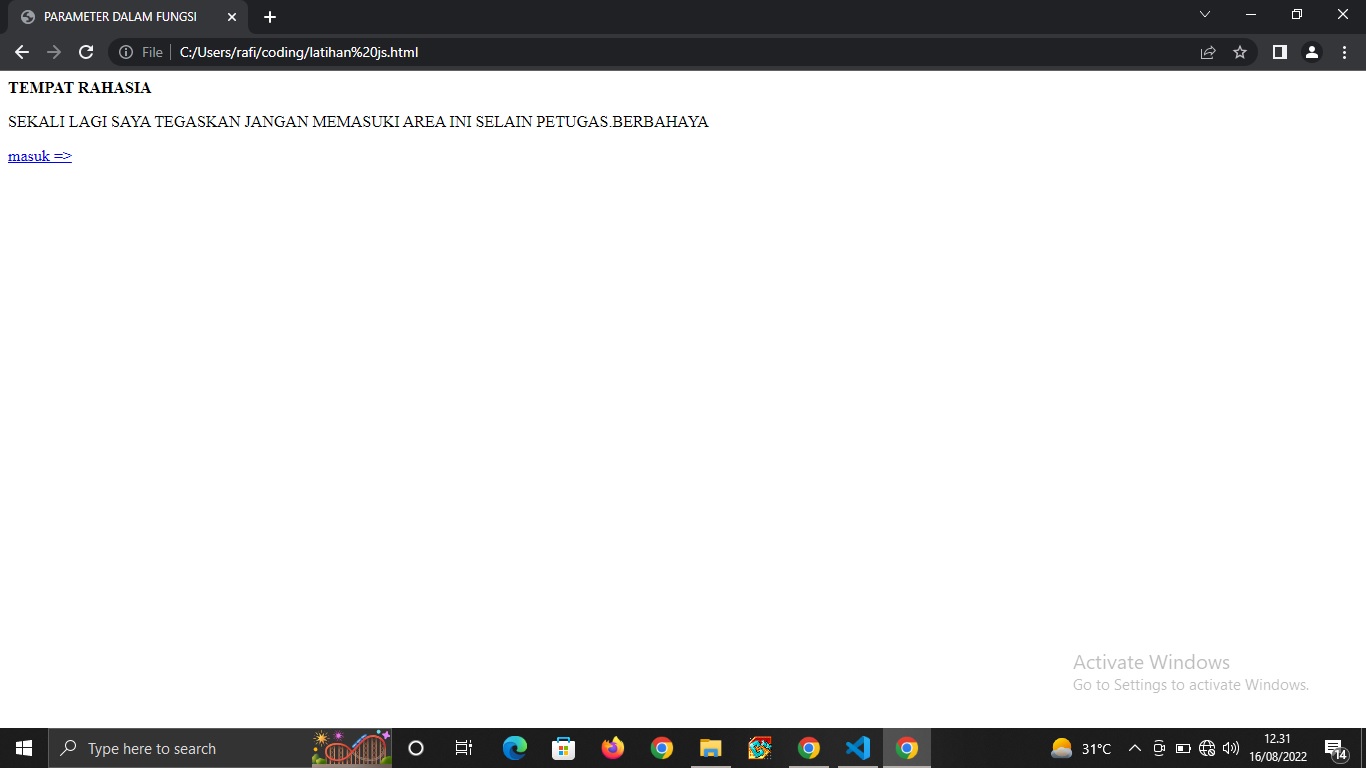 PARAMETER DALAM FUNGSI
File
C:/Users/rafi/coding/latihan%20js.html
TEMPAT RAHASIA
SEKALI LAGI SAYA TEGASKAN JANGAN MEMASUKI AREA INI SELAIN PETUGAS.BERBAHAYA
masuk =>
Activate Windows
Go to Settings to activate Windows.
Type here to search
31°C
12.31
16/08/2022
14